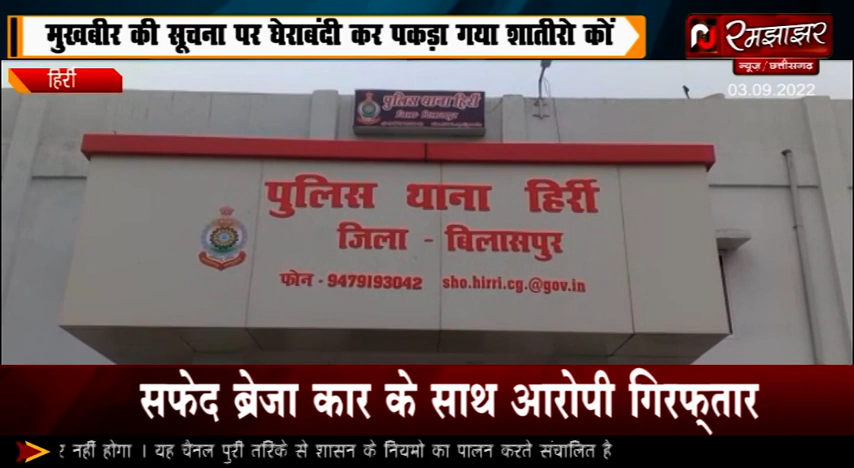 मुखबीर की सूचना पर घेराबंदी कर पकड़ा गया शातीरो कों
रमझाझर
न्यूज़/छत्तीसगढ़
हिर्री
03.09.2022
पुलिस थाना हिर्री
जिला-बिलासपुर
पुलिस थाना हिर्री
जिला - बिलासपुर
फोन - 9479193042 sho.hirri.cg.@gov.in
सफेद ब्रेजा कार के साथ आरोपी गिरफ्तार
र नहीं होगा । यह चैनल पुरी तरिके से शासन के नियमो का पालन करते संचालित है